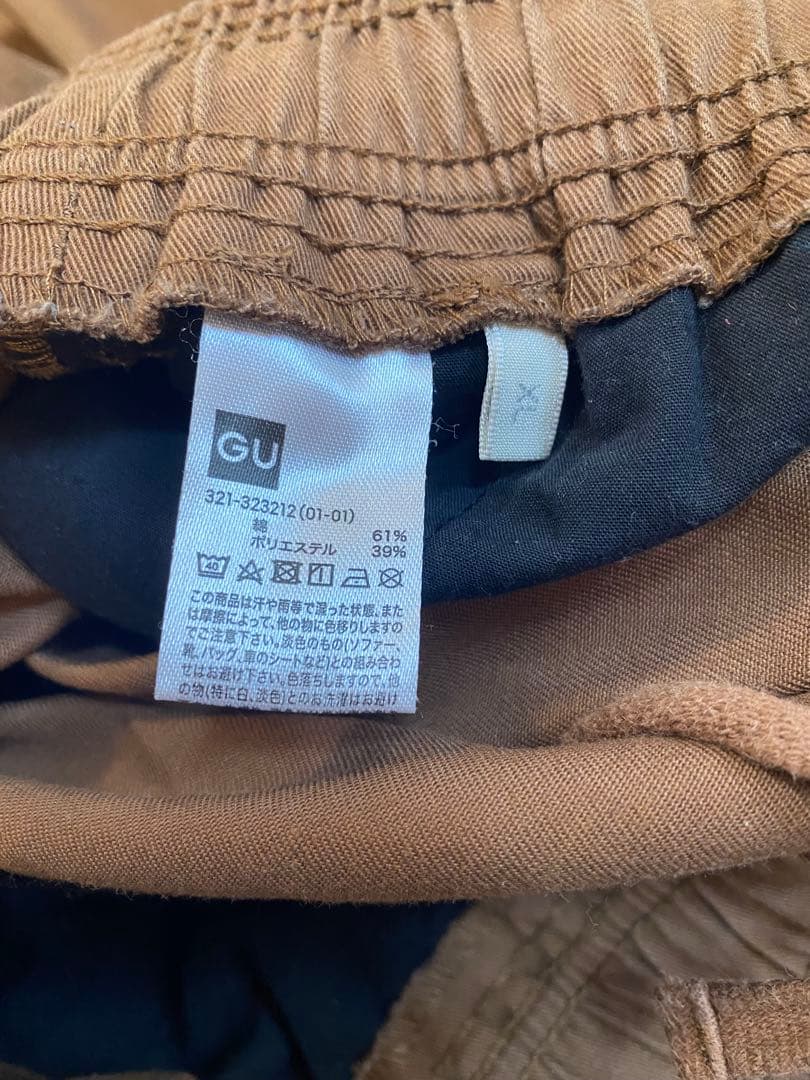 GU
321-323212(01-01)
綿 61%
ポリエステル 39%
40
この商品は汗や雨等で湿った状態、また
は摩擦によって、他の物に色移りしますの
でご注意下さい。淡色のもの(ソファー、
靴、バッグ、車のシートなど)との組み合わ
せはお避け下さい。色落ちしますので、他
の物(特に白、淡色)とのお洗濯はお避け